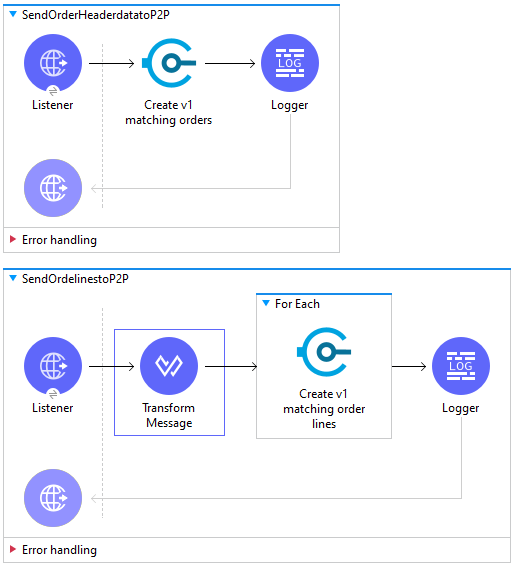 SendOrderHeaderdatatoP2P
LOG
Listener
Create v1
matching orders
Logger
Error handling
SendOrdelinestoP2P
For Each
LOG
Listener
Transform
Message
Create v1
matching order
lines
Logger
Error handling